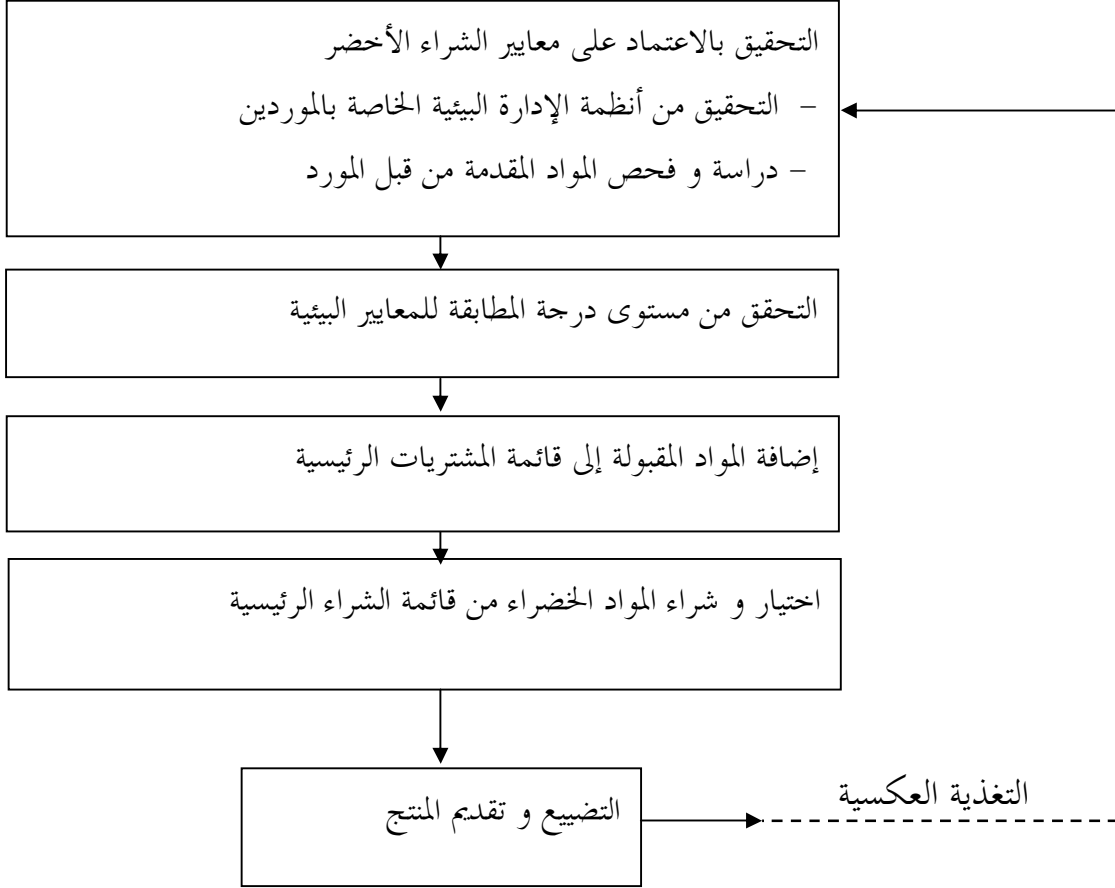 التحقيق بالاعتماد على معايير الشراء الأخضر
– التحقيق من أنظمة الإدارة البيئية الخاصة بالموردين
– دراسة و فحص المواد المقدمة من قبل المورد
التحقق من مستوى درجة المطابقة للمعايير البيئية
إضافة المواد المقبولة إلى قائمة المشتريات الرئيسية
اختيار و شراء المواد الخضراء من قائمة الشراء الرئيسية
التضييع و تقديم المنتج
التغذية العكسية